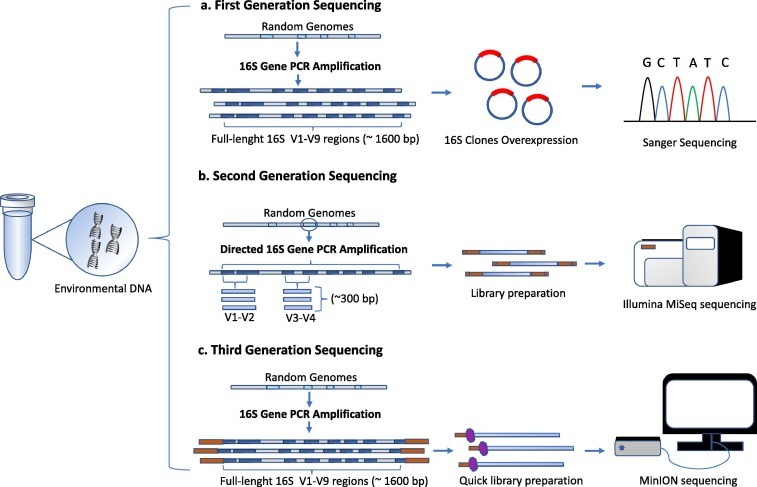 a. First Generation Sequencing
Random Genomes
16S Gene PCR Amplification
Full-lenght 16S V1-V9 regions (~ 1600 bp)
16S Clones Overexpression
G C T A T C
Sanger Sequencing
Environmental DNA
b. Second Generation Sequencing
Random Genomes
Directed 16S Gene PCR Amplification
(~300 bp)
V1-V2
V3-V4
Library preparation
Illumina MiSeq sequencing
c. Third Generation Sequencing
Random Genomes
16S Gene PCR Amplification
Full-lenght 16S V1-V9 regions (~ 1600 bp)
Quick library preparation
MinION sequencing